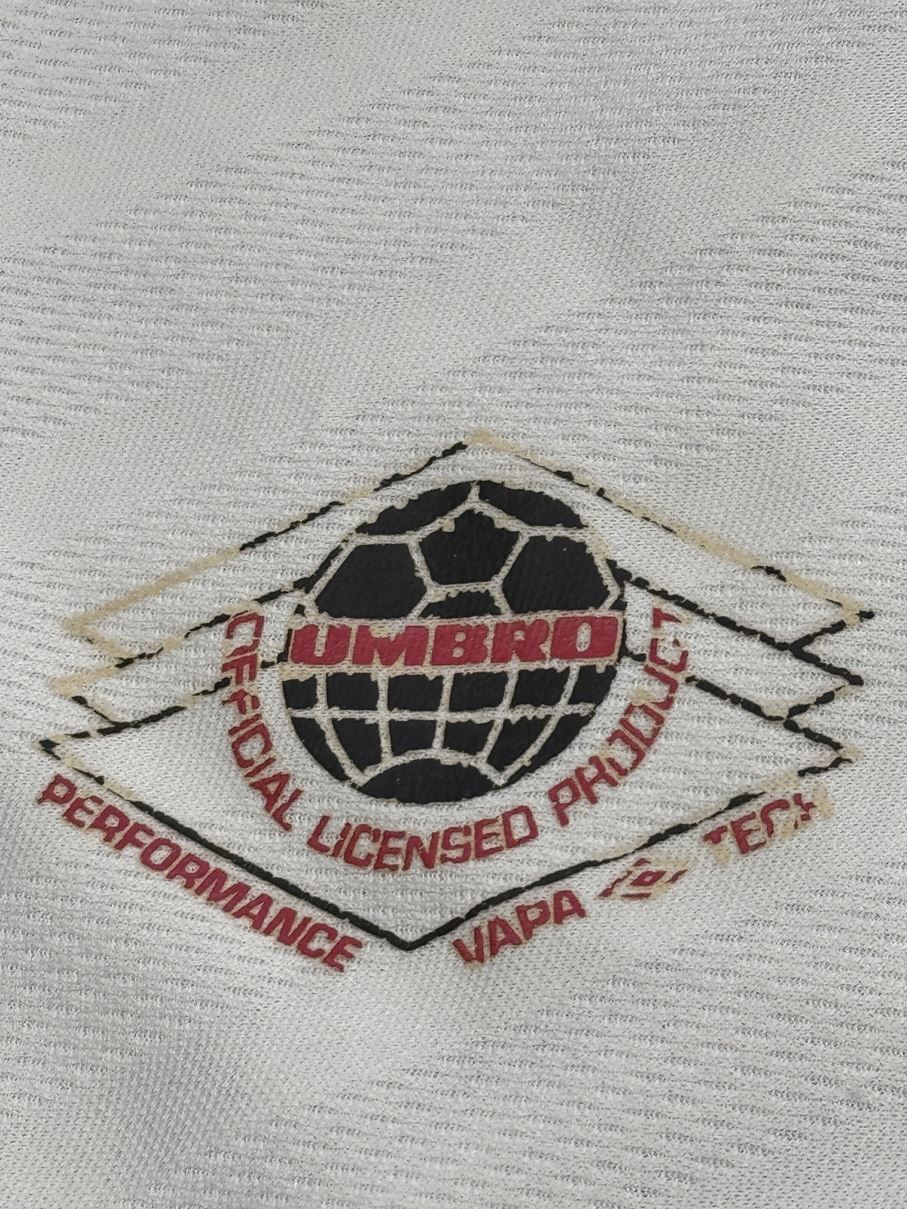 UMBRO
OFFICIAL LICENSED PRODUCT
PERFORMANCE
VAPA TECH